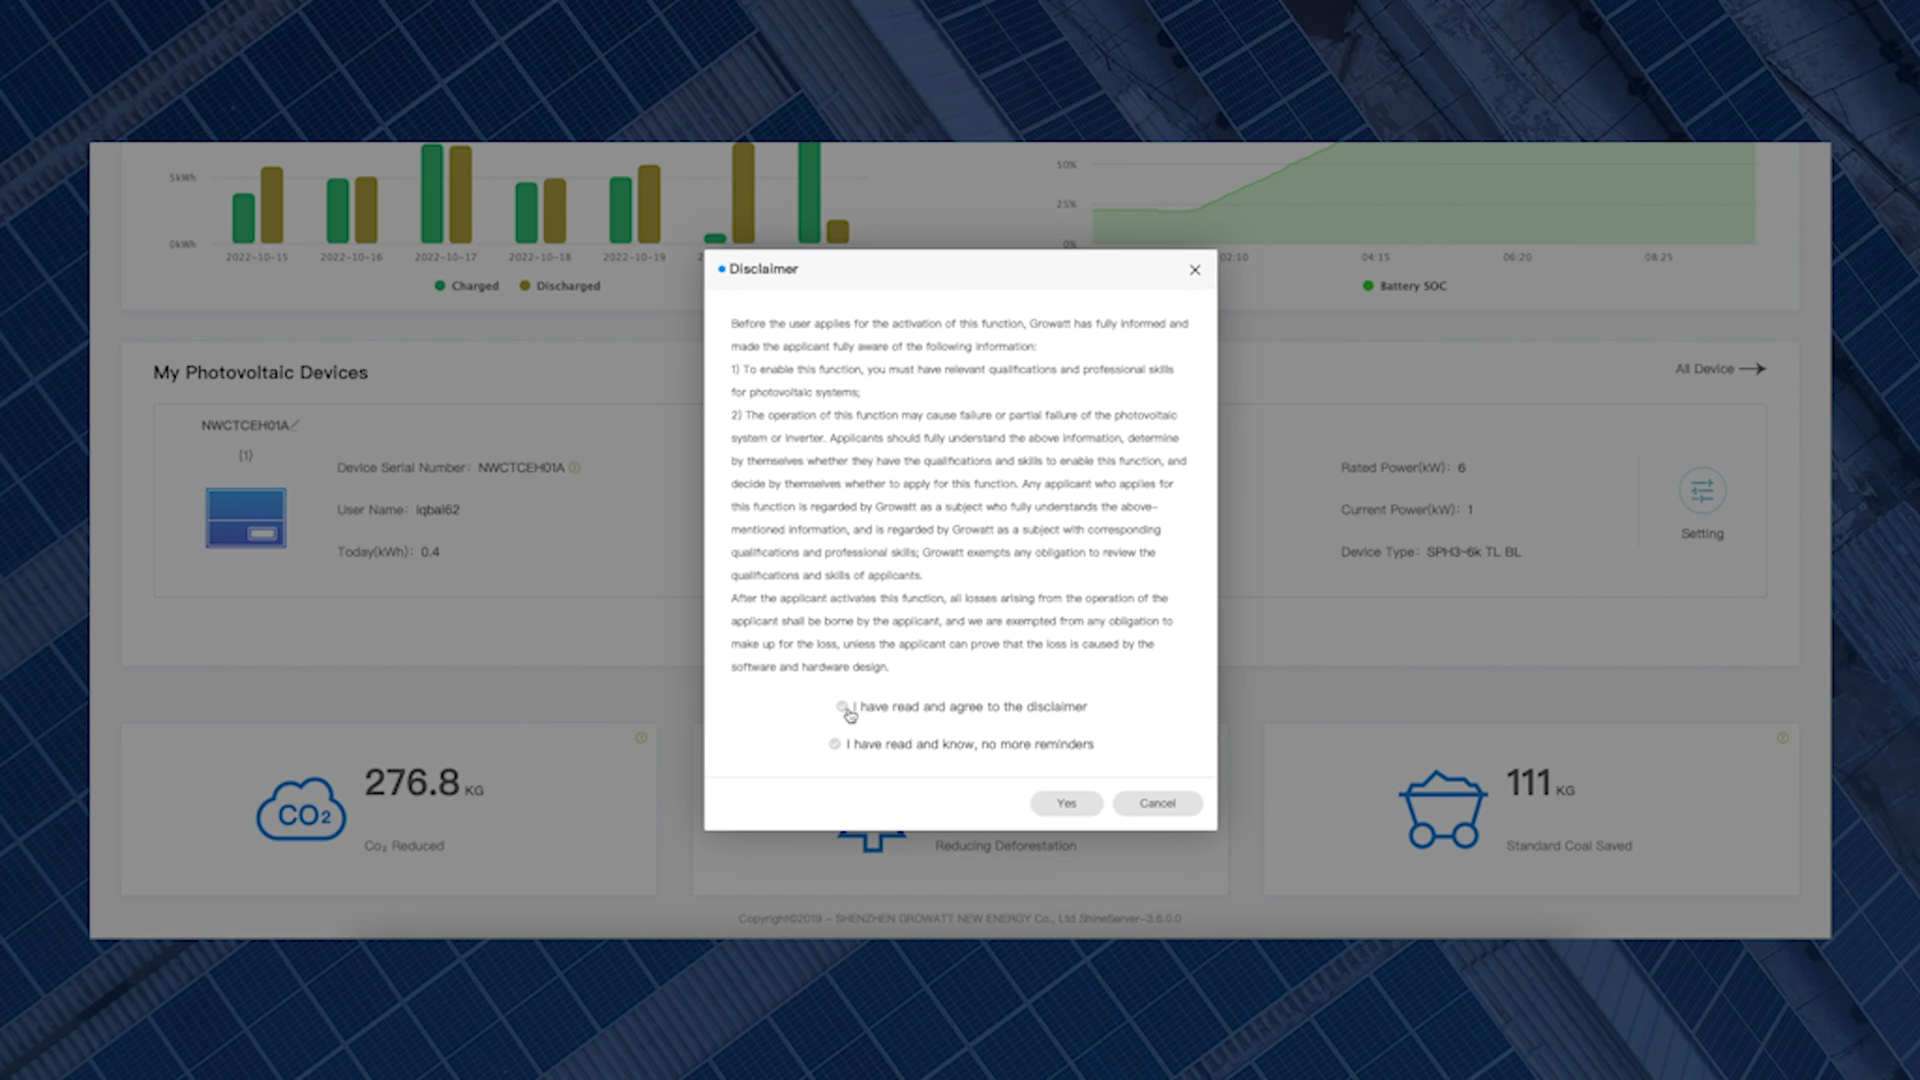 5kWh
0kWh
2022-10-15 2022-10-16 2022-10-17 2022-10-18 2022-10-19
Charged Discharged
50%
25%
0%
02:10 04:15 06:20 08:25
Battery SOC
Disclaimer
Before the user applies for the activation of this function, Growatt has fully informed and
made the applicant fully aware of the following information:
1) To enable this function, you must have relevant qualifications and professional skills
for photovoltaic systems;
2) The operation of this function may cause failure or partial failure of the photovoltaic
system or inverter. Applicants should fully understand the above information, determine
by themselves whether they have the qualifications and skills to enable this function, and
decide by themselves whether to apply for this function. Any applicant who applies for
this function is regarded by Growatt as a subject who fully understands the above-
mentioned information, and is regarded by Growatt as a subject with corresponding
qualifications and professional skills; Growatt exempts any obligation to review the
qualifications and skills of applicants.
After the applicant activates this function, all losses arising from the operation of the
applicant shall be borne by the applicant, and we are exempted from any obligation to
make up for the loss, unless the applicant can prove that the loss is caused by the
software and hardware design.
I have read and agree to the disclaimer
I have read and know, no more reminders
Yes Cancel
My Photovoltaic Devices
All Device
NWCTCEH01A
(1)
Device Serial Number: NWCTCEH01A
User Name: Iqbal62
Today(kWh): 0.4
Rated Power(kW): 6
Current Power(kW): 1
Device Type: SPH3-6k TL BL
Setting
CO2
276.8 KG
Co₂ Reduced
Reducing Deforestation
111 KG
Standard Coal Saved
Copyright©2019 - SHENZHEN GROWATT NEW ENERGY Co., Ltd ShineServer-3.6.0.0